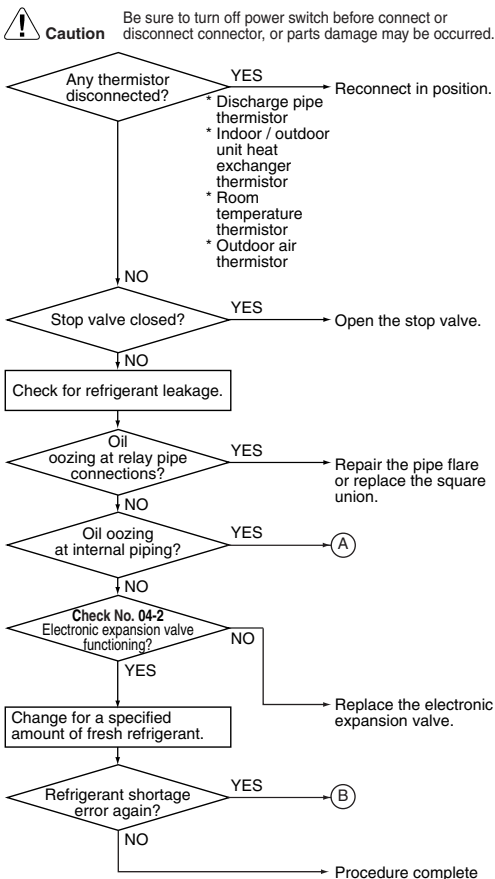 Caution
Be sure to turn off power switch before connect or
disconnect connector, or parts damage may be occurred.
Any thermistor
disconnected?
YES
Reconnect in position.
* Discharge pipe
thermistor
* Indoor / outdoor
unit heat
exchanger
thermistor
* Room
temperature
thermistor
* Outdoor air
thermistor
NO
Stop valve closed?
YES
Open the stop valve.
NO
Check for refrigerant leakage.
Oil
oozing at relay pipe
connections?
YES
Repair the pipe flare
or replace the square
union.
NO
Oil oozing
at internal piping?
YES
A
NO
Check No. 04-2
Electronic expansion valve
functioning?
NO
Replace the electronic
expansion valve.
YES
Change for a specified
amount of fresh refrigerant.
Refrigerant shortage
error again?
YES
B
NO
Procedure complete